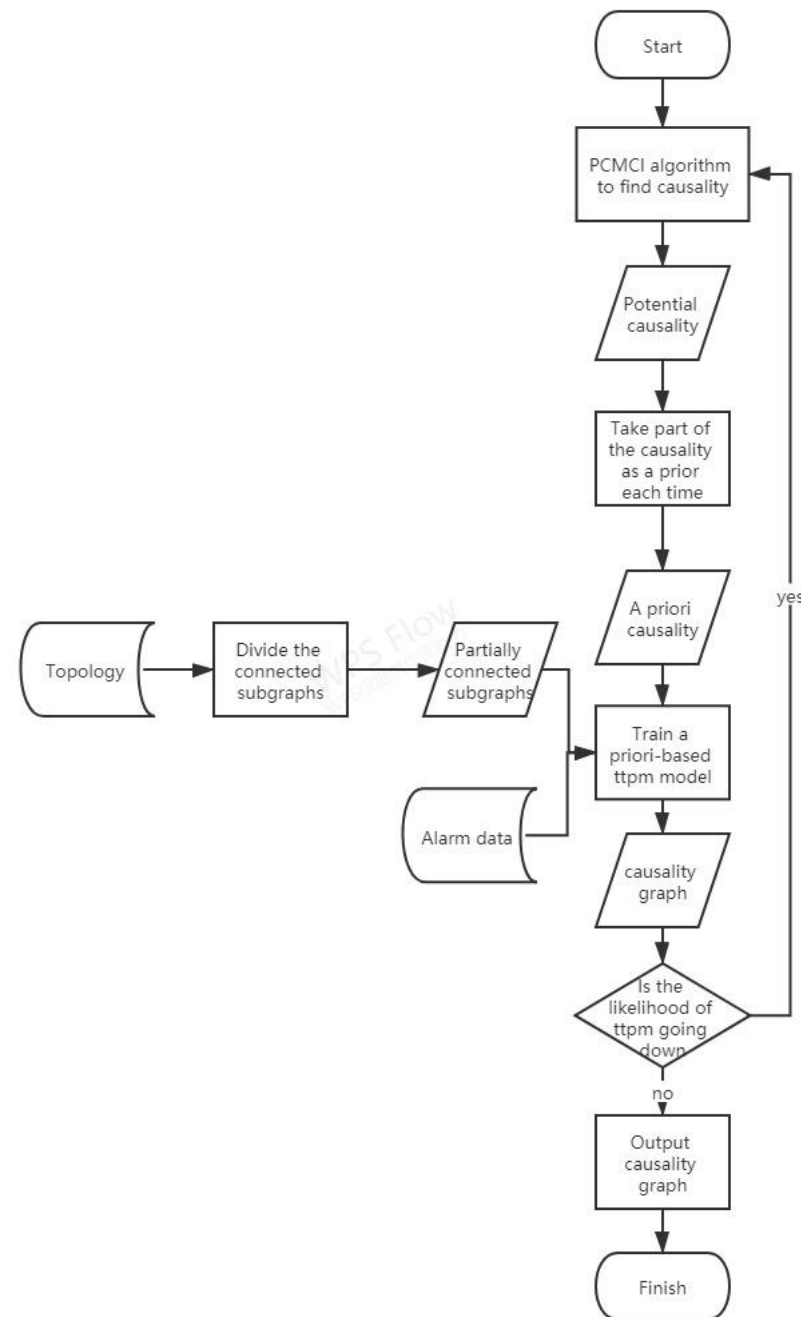 Start
PCMCI algorithm
to find causality
Potential
causality
Take part of
the causality
as a prior
each time
A priori
causality
yes
Topology
Divide the
connected
subgraphs
Partially
connected
subgraphs
WPS Flow
Train a
priori-based
ttpm model
Alarm data
causality
graph
Is the
likelihood of
ttpm going
down
no
Output
causality
graph
Finish